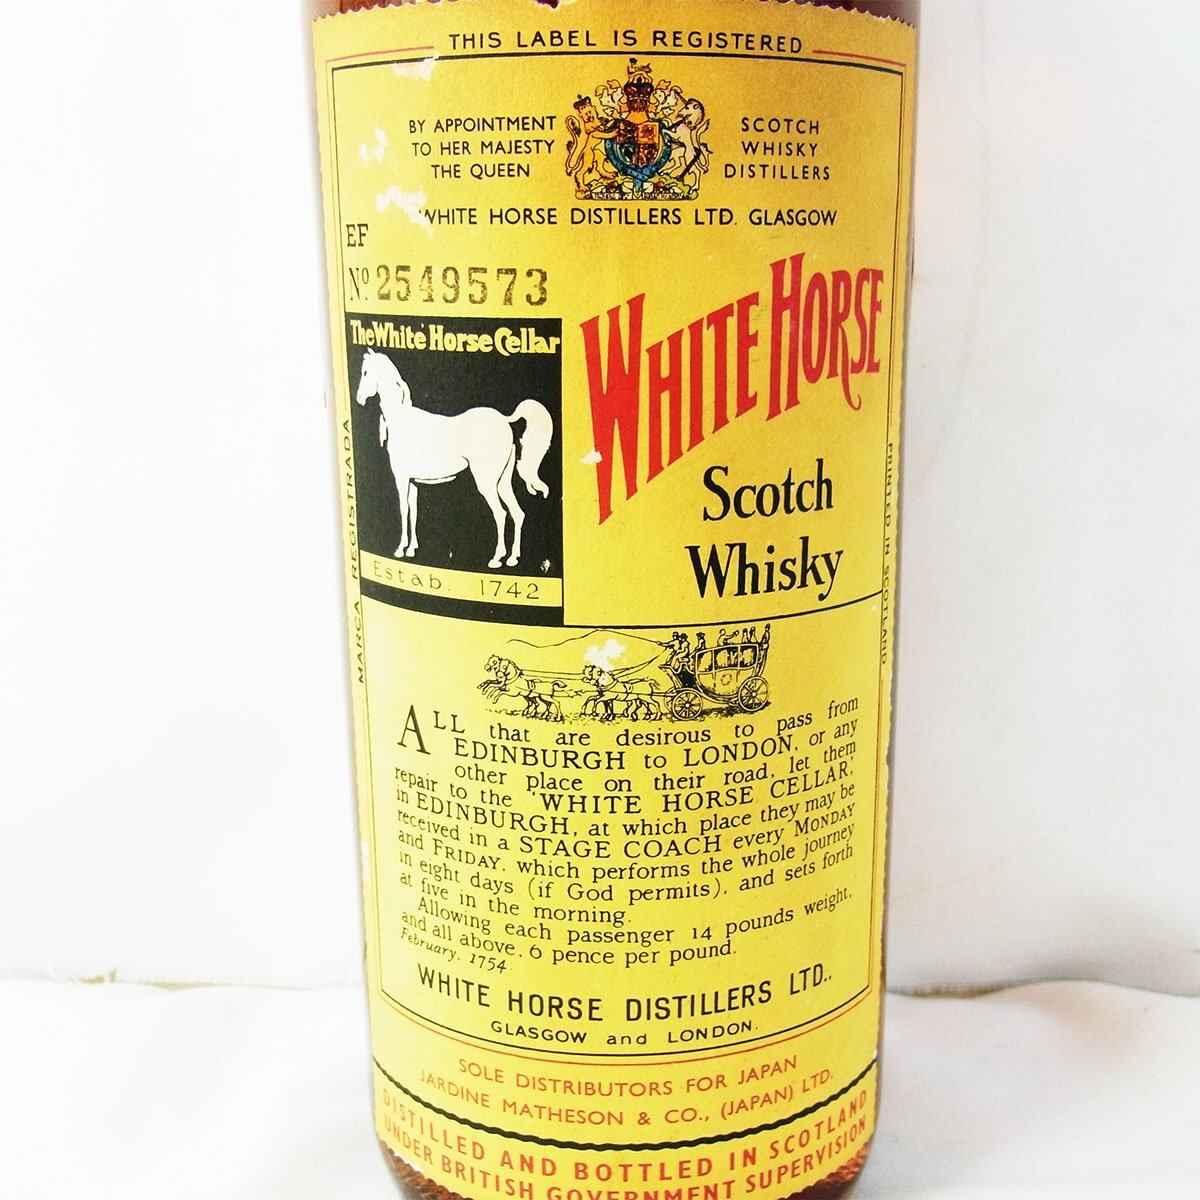 THIS LABEL IS REGISTERED
BY APPOINTMENT
TO HER MAJESTY
THE QUEEN
SCOTCH
WHISKY
DISTILLERS
WHITE HORSE DISTILLERS LTD. GLASGOW
EF
Nº 2549573
The White Horse Cellar
Estab. 1742
MARCA REGISTRADA
WHITE HORSE
Scotch
Whisky
PRINTED IN SCOTLAND
ALL that are desirous to pass from
EDINBURGH to LONDON, or any
other place on their road, let them
repair to the 'WHITE HORSE CELLAR,'
in EDINBURGH, at which place they may be
received in a STAGE COACH every MONDAY
and FRIDAY, which performs the whole journey
in eight days (if God permits), and sets forth
at five in the morning.
Allowing each passenger 14 pounds weight,
and all above, 6 pence per pound.
February, 1754.
WHITE HORSE DISTILLERS LTD.,
GLASGOW and LONDON.
SOLE DISTRIBUTORS FOR JAPAN
JARDINE MATHESON & CO., (JAPAN) LTD.
DISTILLED AND BOTTLED IN SCOTLAND
UNDER BRITISH GOVERNMENT SUPERVISION